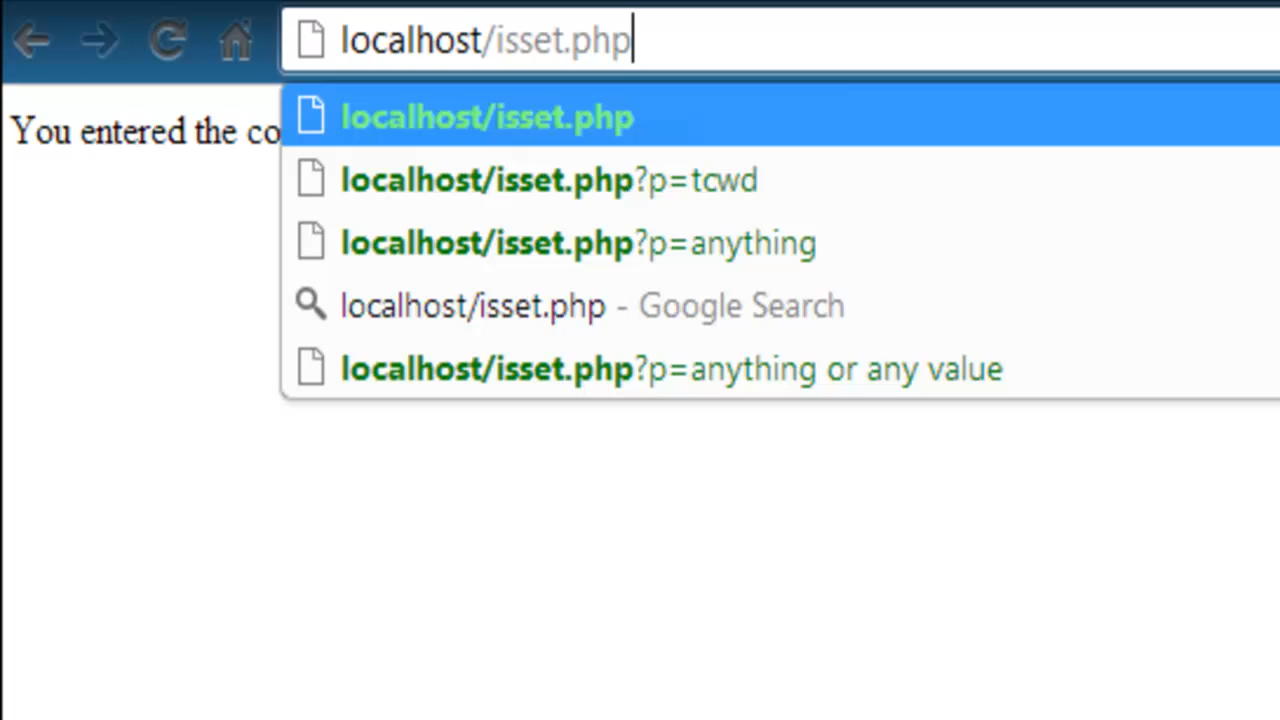 localhost/isset.php
You entered the co
localhost/isset.php
localhost/isset.php?p=tcwd
localhost/isset.php?p=anything
localhost/isset.php - Google Search
localhost/isset.php?p=anything or any value